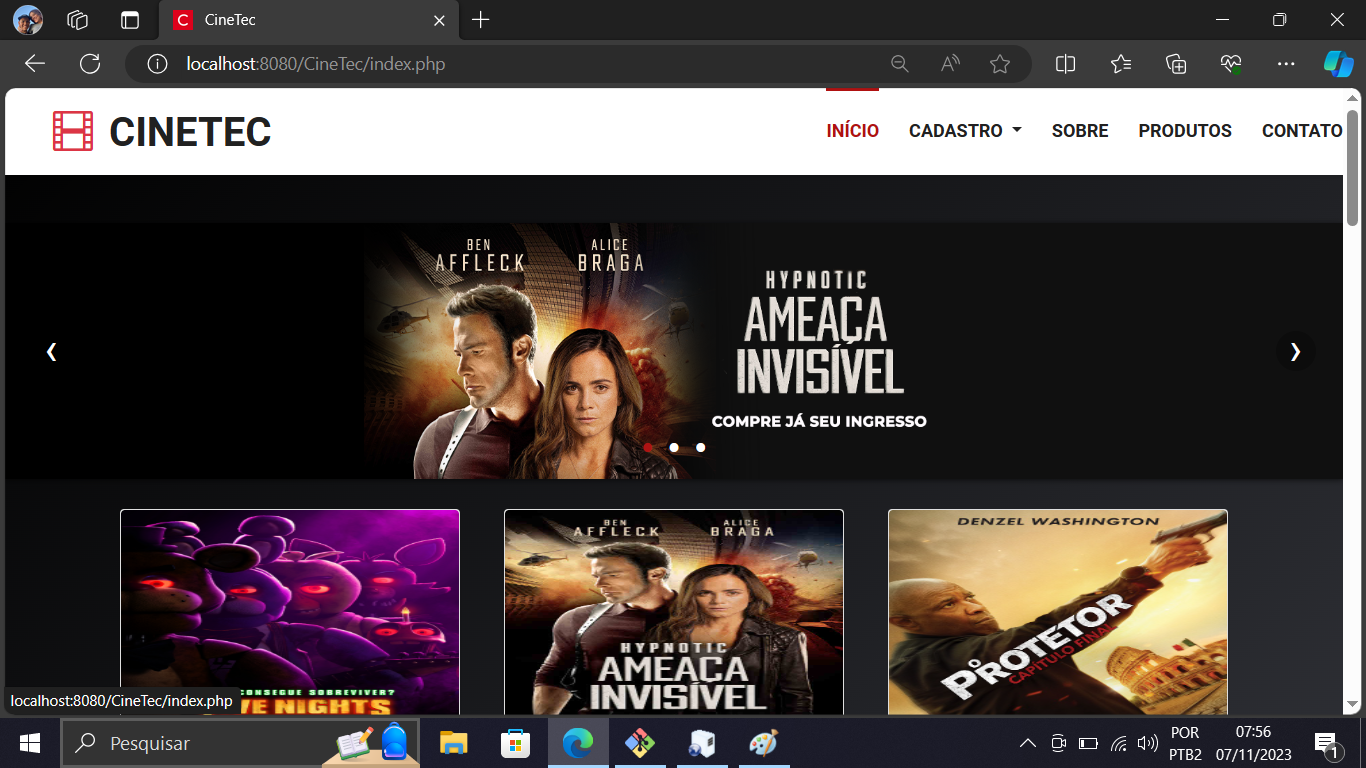 CineTec
localhost:8080/CineTec/index.php
CINETEC
INÍCIO
CADASTRO
SOBRE
PRODUTOS
CONTATO
BEN AFFLECK
ALICE BRAGA
HYPNOTIC
AMEAÇA
INVISÍVEL
COMPRE JÁ SEU INGRESSO
CONSEGUE SOBREVIVER?
NIGHTS
BEN AFFLECK
ALICE BRAGA
HYPNOTIC
AMEAÇA
INVISÍVEL
DENZEL WASHINGTON
O PROTETOR
CAPÍTULO FINAL
localhost:8080/CineTec/index.php
Pesquisar
POR
PTB2
07:56
07/11/2023
1